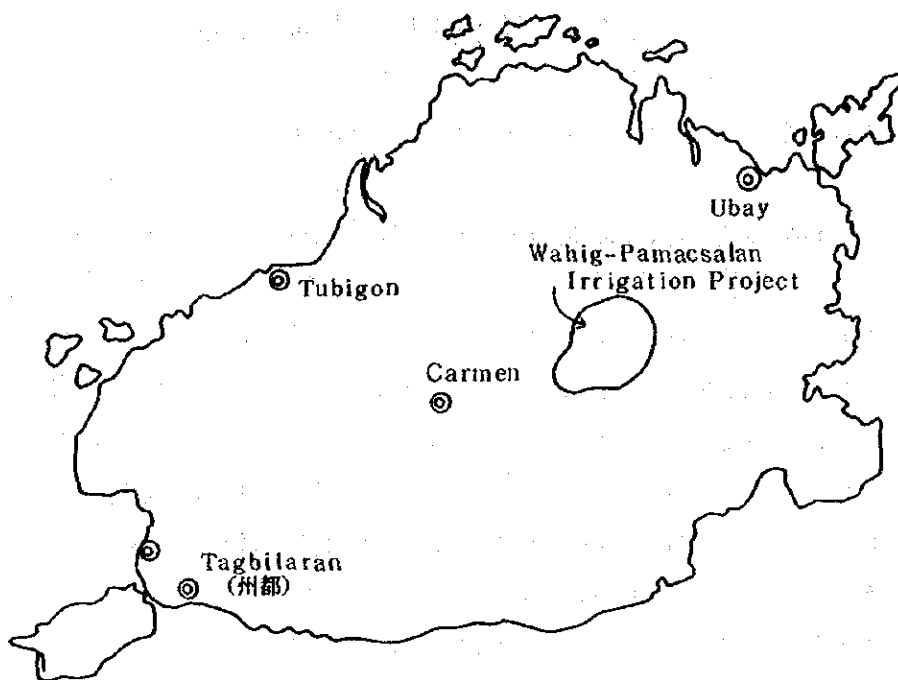 Ubay
Wahig-Pamacsalan
Irrigation Project
Tubigon
Carmen
Tagbilaran
(州都)